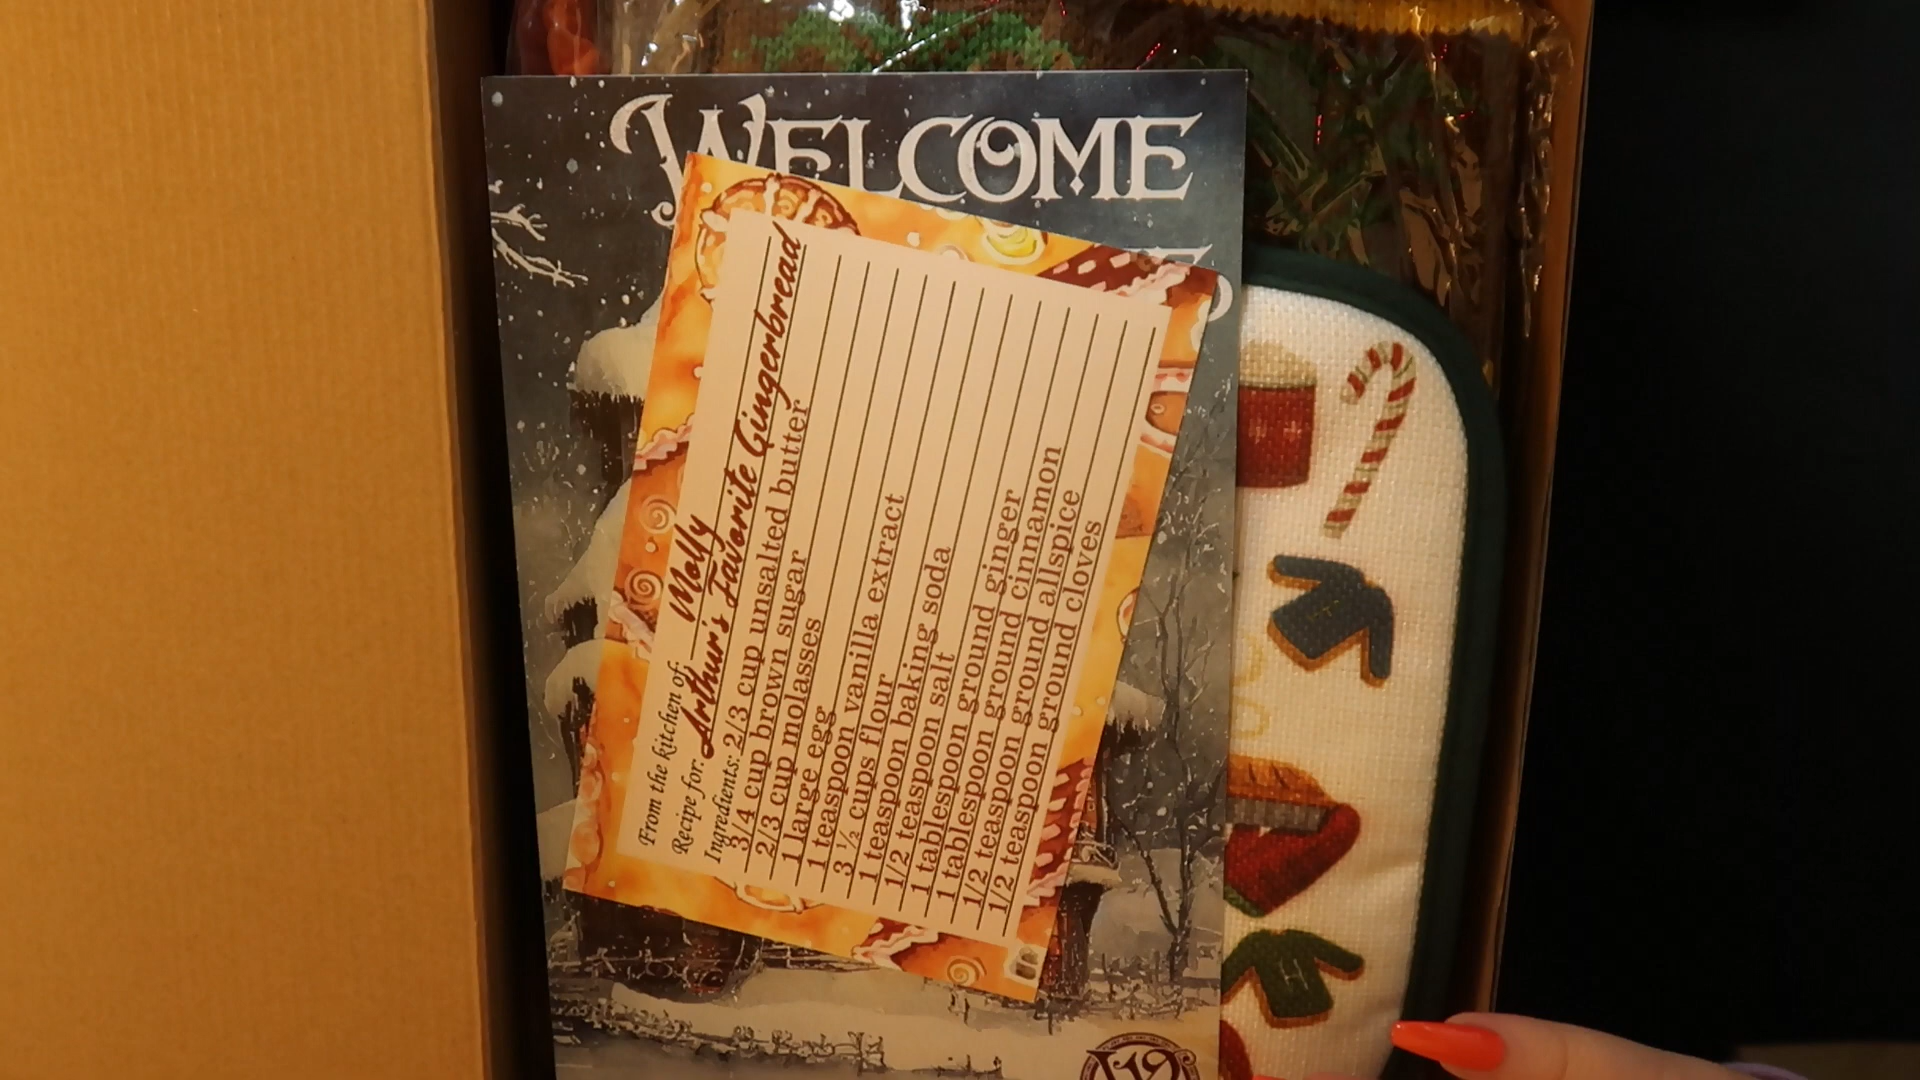 WELCOME
From the kitchen of: Molly
Recipe for: Arthur's Favorite Gingerbread
Ingredients: 2/3 cup unsalted butter
3/4 cup brown sugar
2/3 cup molasses
1 large egg
1 teaspoon vanilla extract
3 ½ cups flour
1 teaspoon baking soda
1/2 teaspoon salt
1 tablespoon ground ginger
1 tablespoon ground cinnamon
1/2 teaspoon ground allspice
1/2 teaspoon ground cloves
H